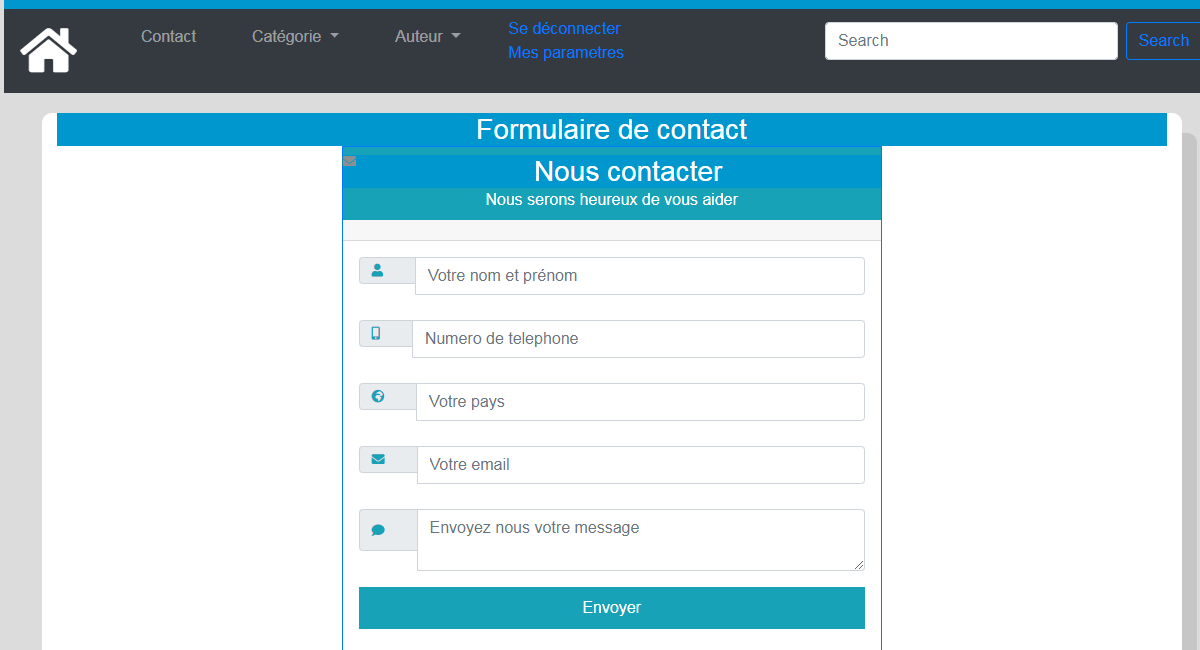 Contact
Catégorie
Auteur
Se déconnecter
Mes parametres
Search
Search
Formulaire de contact
Nous contacter
Nous serons heureux de vous aider
Votre nom et prénom
Numero de telephone
Votre pays
Votre email
Envoyez nous votre message
Envoyer